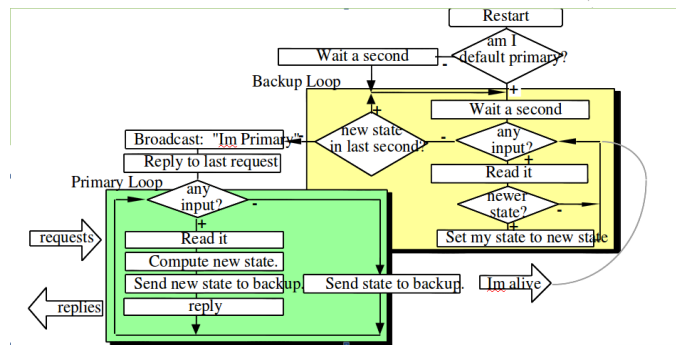 Restart
am I
default primary?
Wait a second
-
+
Backup Loop
Wait a second
+
new state
in last second?
-
-
any
input?
+
Broadcast: "Im Primary"
Reply to last request
Read it
Primary Loop
any
input?
-
+
newer
state?
-
+
requests
Read it
Set my state to new state
Compute new state.
Send new state to backup.
Send state to backup.
Im alive
replies
reply